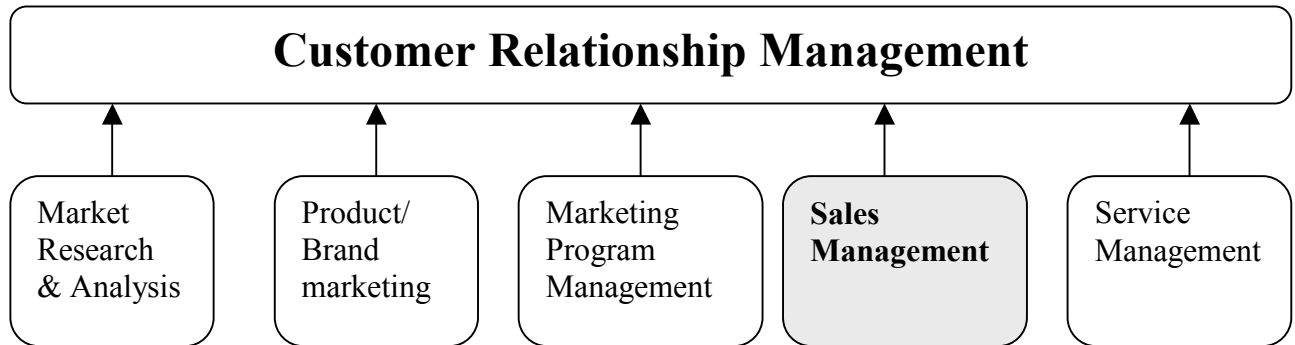 Customer Relationship Management
Market
Research
& Analysis
Product/
Brand
marketing
Marketing
Program
Management
Sales
Management
Service
Management